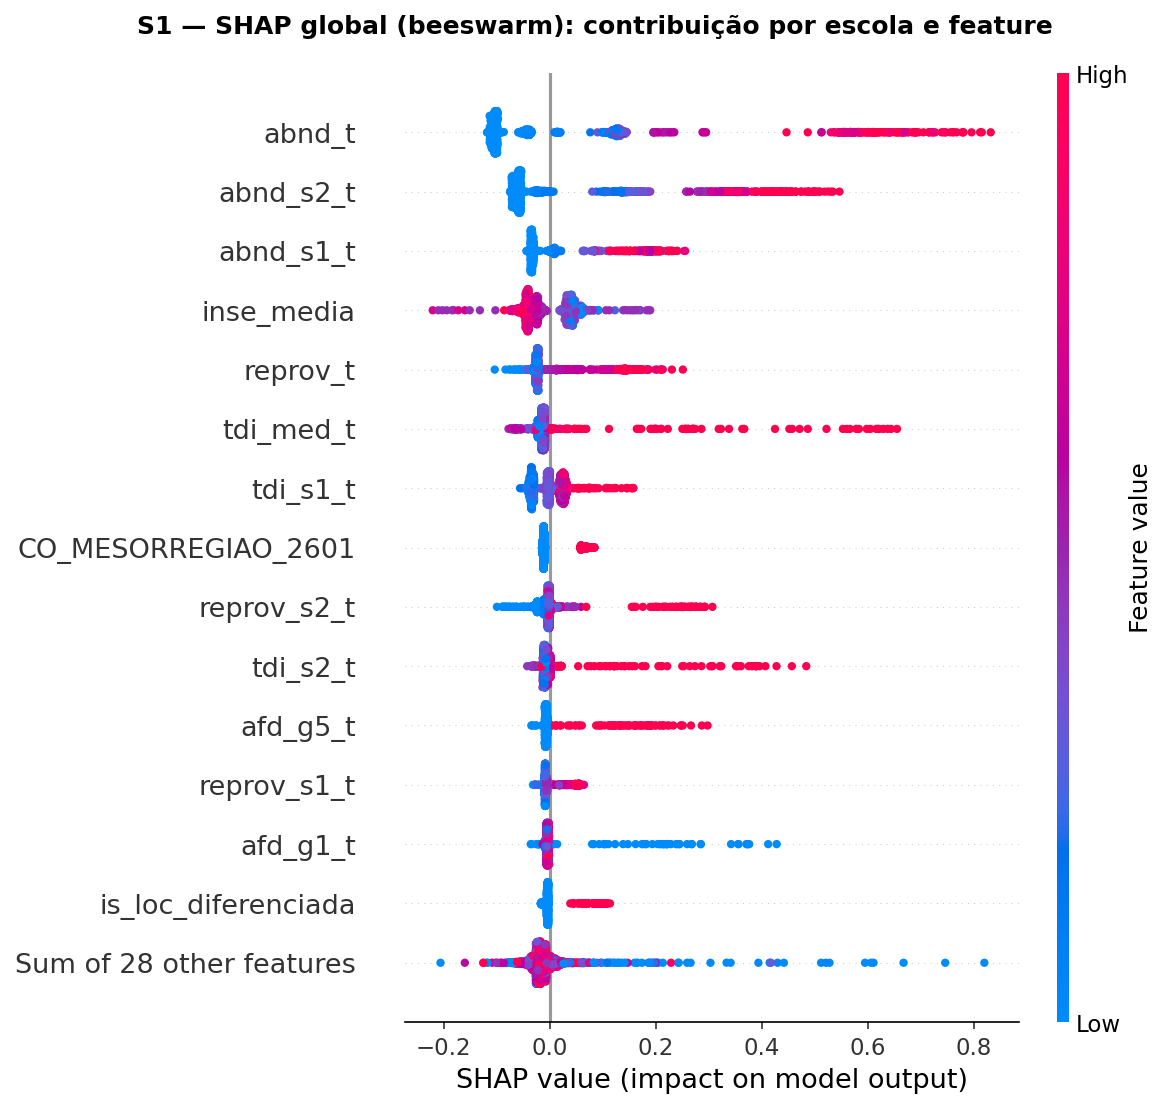 S1 — SHAP global (beeswarm): contribuição por escola e feature
High
abnd_t
abnd_s2_t
abnd_s1_t
inse_media
reprov_t
tdi_med_t
tdi_s1_t
CO_MESORREGIAO_2601
reprov_s2_t
tdi_s2_t
afd_g5_t
reprov_s1_t
afd_g1_t
is_loc_diferenciada
Sum of 28 other features
Feature value
Low
−0.2 0.0 0.2 0.4 0.6 0.8
SHAP value (impact on model output)